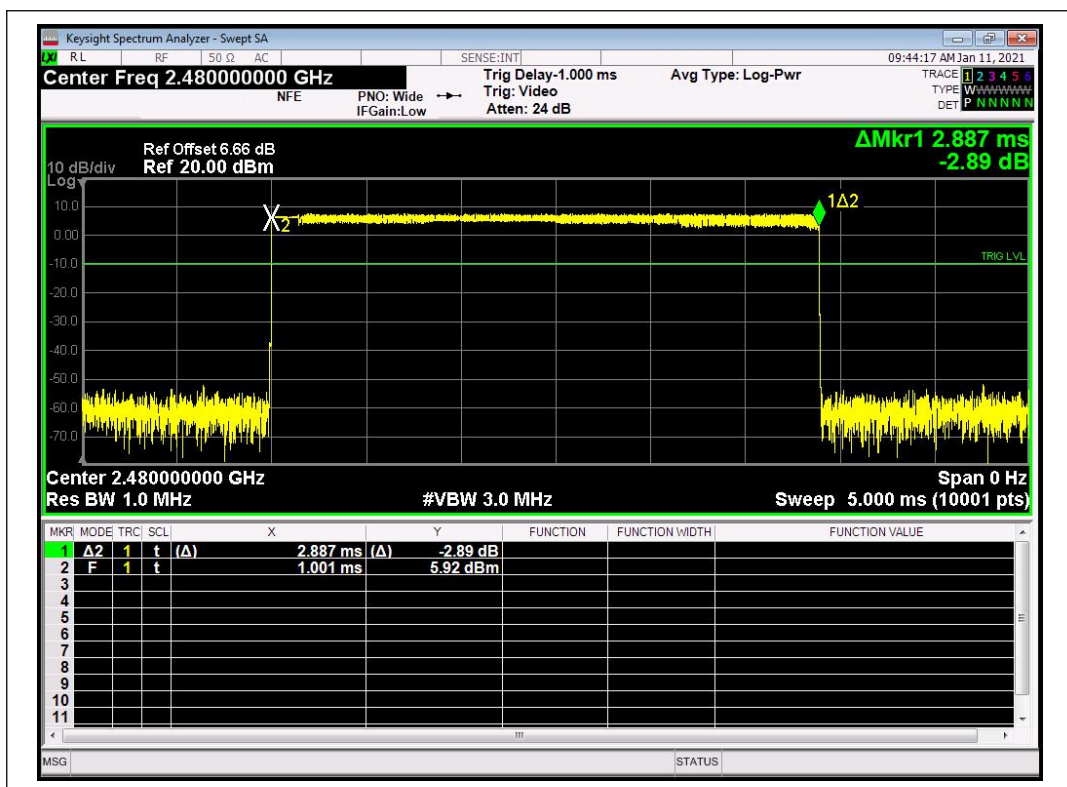 Keysight Spectrum Analyzer - Swept SA
LXI RL RF 50 Ω AC SENSE:INT 09:44:17 AM Jan 11, 2021
Center Freq 2.480000000 GHz Trig Delay-1.000 ms Avg Type: Log-Pwr TRACE 1 2 3 4 5 6
NFE PNO: Wide Trig: Video TYPE WWWWWW
IFGain:Low Atten: 24 dB DET P N N N N N
ΔMkr1 2.887 ms
-2.89 dB
Ref Offset 6.66 dB
10 dB/div Ref 20.00 dBm
Log
10.0
0.00
-10.0
-20.0
-30.0
-40.0
-50.0
-60.0
-70.0
2
1Δ2
TRIG LVL
Center 2.480000000 GHz Span 0 Hz
Res BW 1.0 MHz #VBW 3.0 MHz Sweep 5.000 ms (10001 pts)
MKR MODE TRC SCL X Y FUNCTION FUNCTION WIDTH FUNCTION VALUE
1 Δ2 1 t (Δ) 2.887 ms (Δ) -2.89 dB
2 F 1 t 1.001 ms 5.92 dBm
3
4
5
6
7
8
9
10
11
MSG STATUS